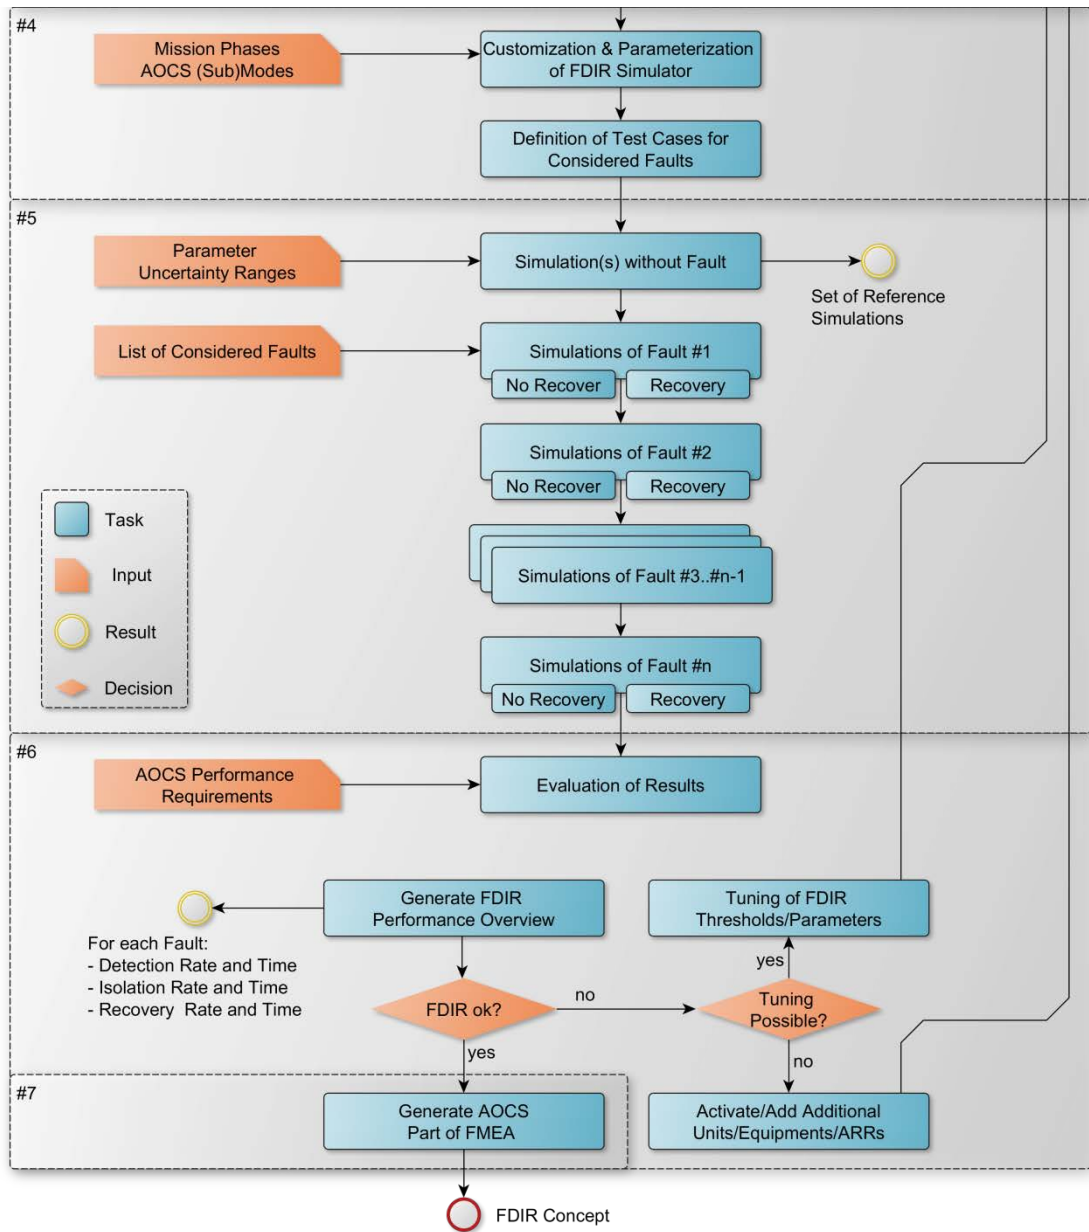 #4
Mission Phases
AOCS (Sub)Modes
Customization & Parameterization
of FDIR Simulator
Definition of Test Cases for
Considered Faults
#5
Parameter
Uncertainty Ranges
Simulation(s) without Fault
Set of Reference
Simulations
List of Considered Faults
Simulations of Fault #1
No Recover
Recovery
Simulations of Fault #2
No Recover
Recovery
Task
Input
Result
Decision
Simulations of Fault #3..#n-1
Simulations of Fault #n
No Recovery
Recovery
#6
AOCS Performance
Requirements
Evaluation of Results
Generate FDIR
Performance Overview
Tuning of FDIR
Thresholds/Parameters
For each Fault:
- Detection Rate and Time
- Isolation Rate and Time
- Recovery Rate and Time
yes
FDIR ok?
no
Tuning
Possible?
yes
no
#7
Generate AOCS
Part of FMEA
Activate/Add Additional
Units/Equipments/ARRs
FDIR Concept